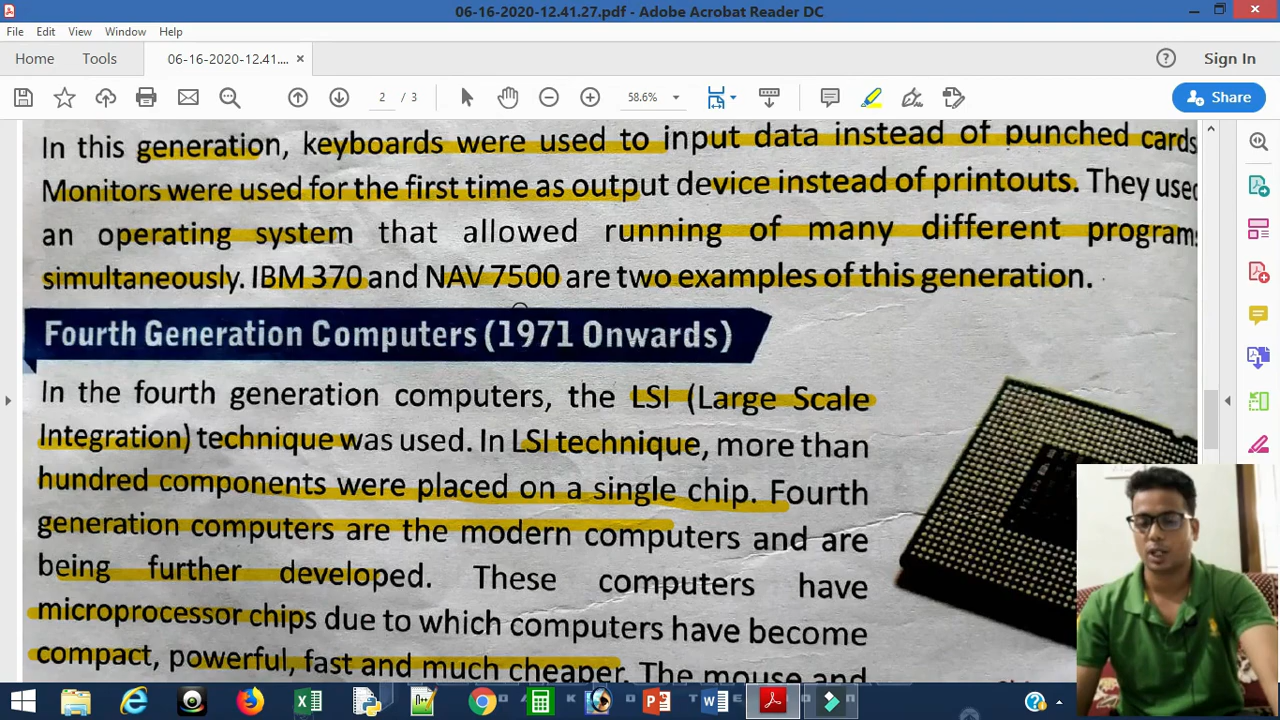 06-16-2020-12.41.27.pdf - Adobe Acrobat Reader DC
File Edit View Window Help
Home Tools 06-16-2020-12.41.... × Sign In
2 / 3 58.6% Share
In this generation, keyboards were used to input data instead of punched cards
Monitors were used for the first time as output device instead of printouts. They used
an operating system that allowed running of many different programs
simultaneously. IBM 370 and NAV 7500 are two examples of this generation.
Fourth Generation Computers (1971 Onwards)
In the fourth generation computers, the LSI (Large Scale
Integration) technique was used. In LSI technique, more than
hundred components were placed on a single chip. Fourth
generation computers are the modern computers and are
being further developed. These computers have
microprocessor chips due to which computers have become
compact, powerful, fast and much cheaper. The mouse and